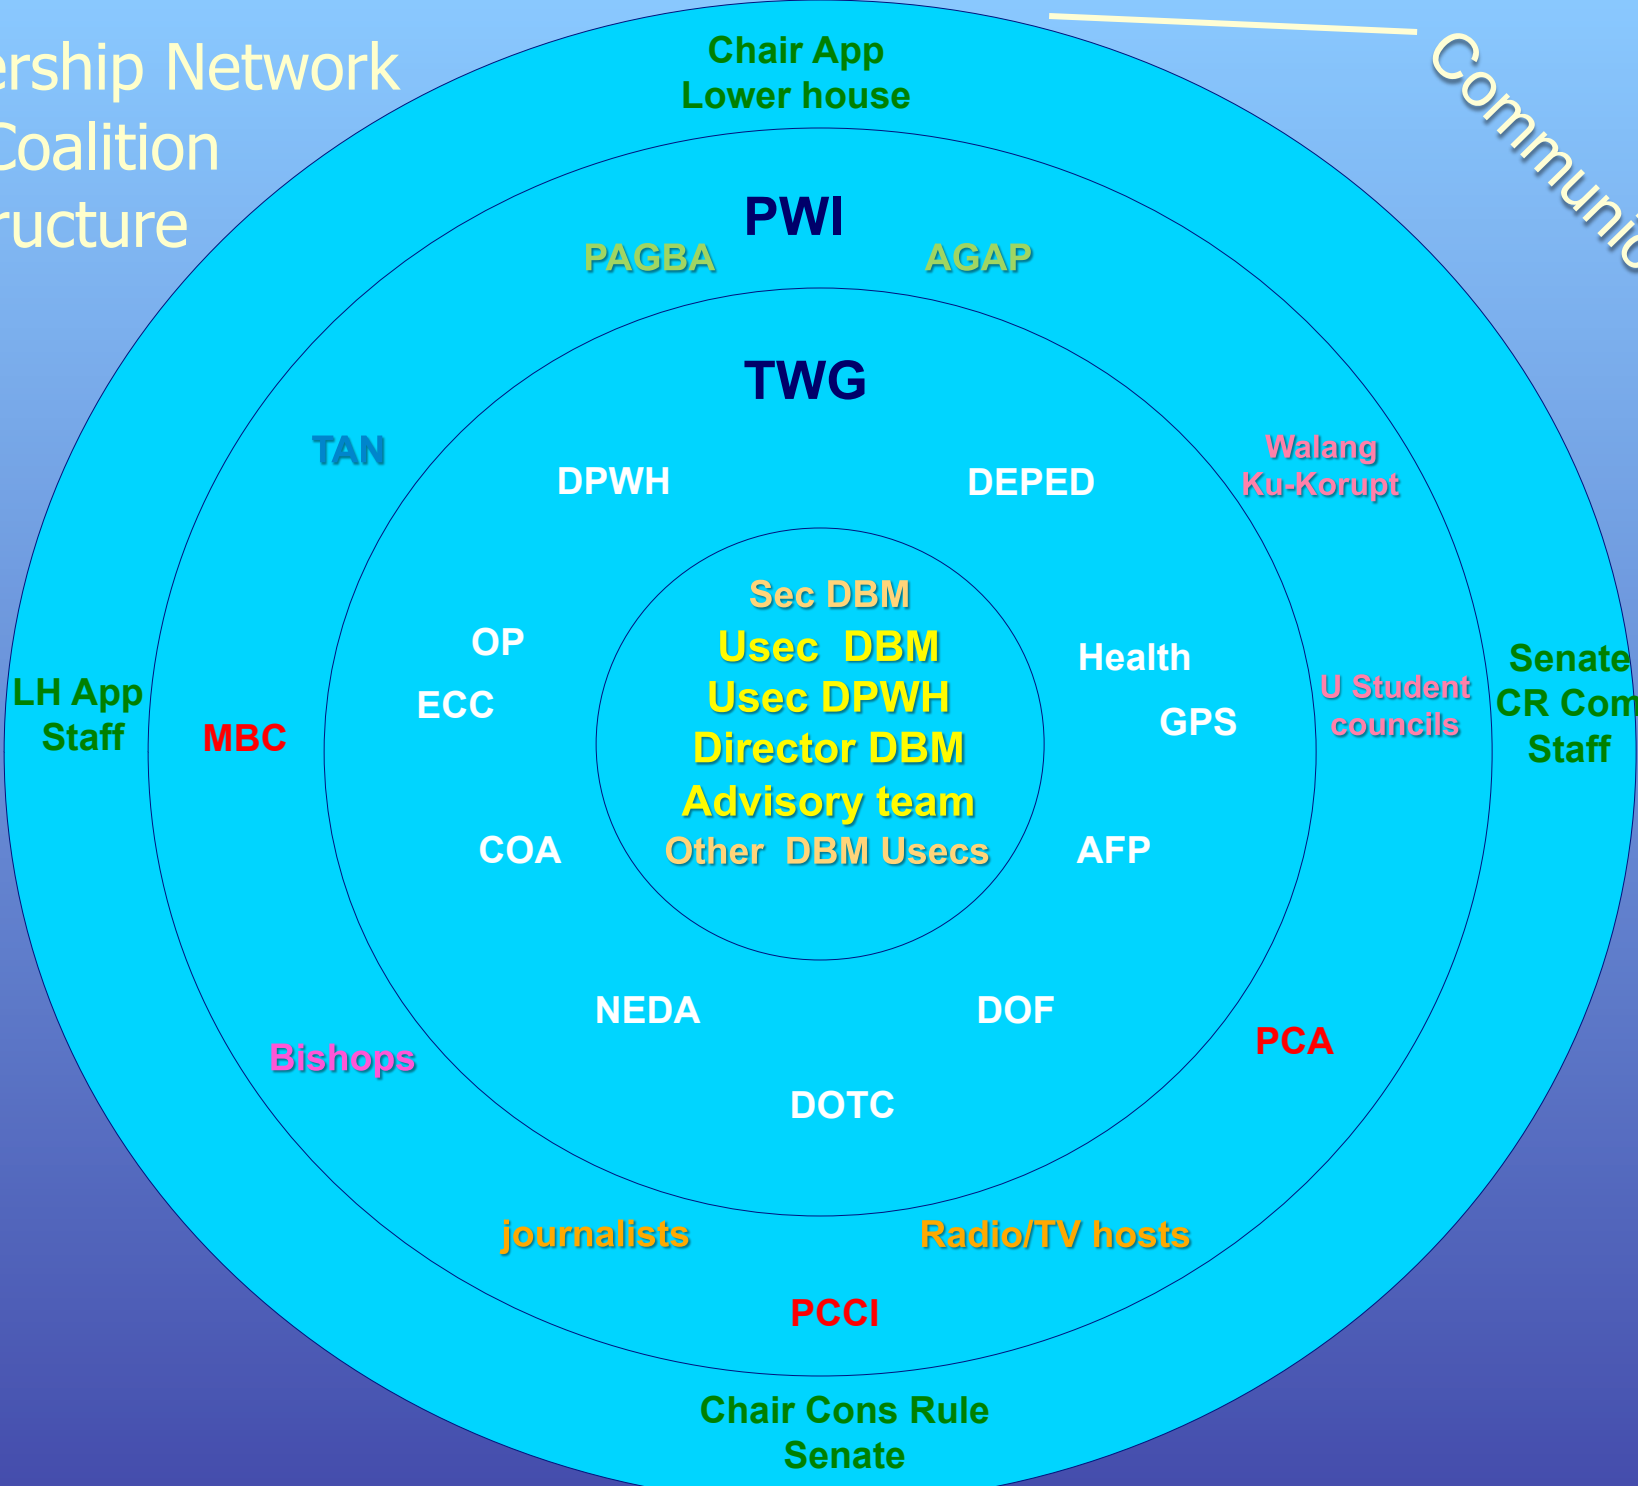 ership Network
Coalition
ructure
Communic
Chair App
Lower house
PWI
PAGBA
AGAP
TWG
TAN
Walang
Ku-Korupt
DPWH
DEPED
Sec DBM
Usec DBM
Usec DPWH
Director DBM
Advisory team
Other DBM Usecs
OP
ECC
Health
GPS
LH App
Staff
MBC
U Student
councils
Senate
CR Com
Staff
COA
AFP
NEDA
DOF
PCA
Bishops
DOTC
journalists
Radio/TV hosts
PCCI
Chair Cons Rule
Senate